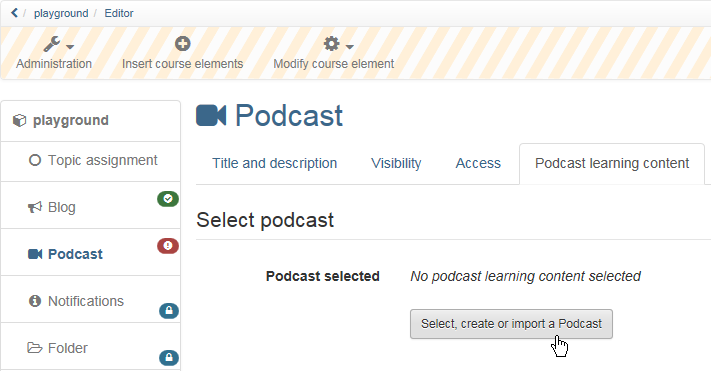 / playground / Editor
Administration Insert course elements Modify course element
playground
Topic assignment
Blog
Podcast
Notifications
Folder
Podcast
Title and description Visibility Access Podcast learning content
Select podcast
Podcast selected No podcast learning content selected
Select, create or import a Podcast